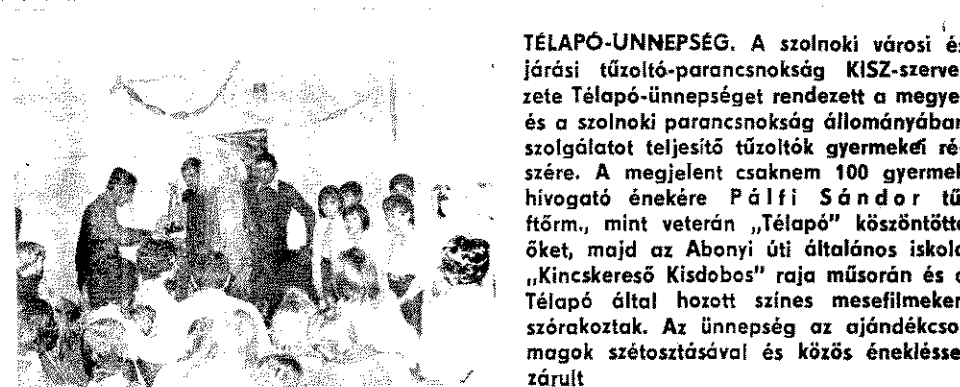 TÉLAPÓ-UNNEPSÉG. A szolnoki városi és
járási tűzoltó-parancsnokság KISZ-szerve
zete Télapó-ünnepséget rendezett a megye
és a szolnoki parancsnokság állományában
szolgálatot teljesítő tűzoltók gyermekei ré-
szére. A megjelent csaknem 100 gyermek
hívogató énekére Pálfi Sándor tű
ftőrm., mint veterán „Télapó" köszöntötte
őket, majd az Abonyi úti általános iskola
„Kincskereső Kisdobos" raja műsorán és a
Télapó által hozott színes mesefilmeken
szórakoztak. Az ünnepség az ajándékcso
magok szétosztásával és közös énekléssel
zárult